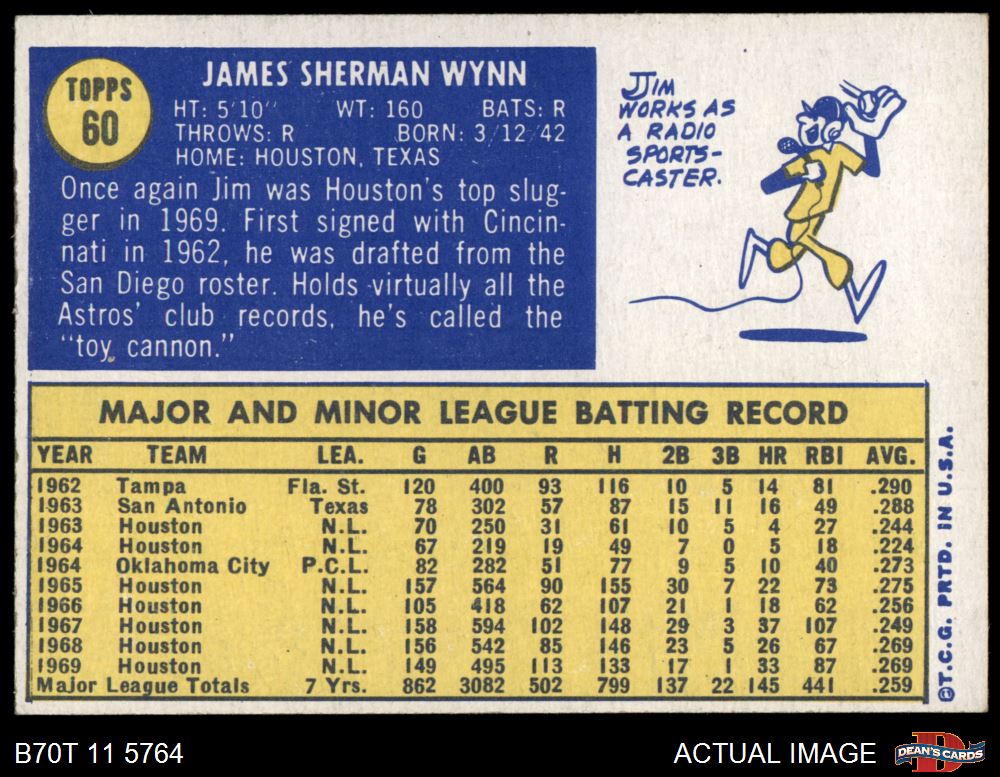 TOPPS
60
JAMES SHERMAN WYNN
HT: 5'10" WT: 160 BATS: R
THROWS: R BORN: 3/12/42
HOME: HOUSTON, TEXAS
Once again Jim was Houston's top slug-
ger in 1969. First signed with Cincin-
nati in 1962, he was drafted from the
San Diego roster. Holds virtually all the
Astros' club records, he's called the
"toy cannon."
JIM
WORKS AS
A RADIO
SPORTS-
CASTER.
MAJOR AND MINOR LEAGUE BATTING RECORD
YEAR TEAM LEA. G AB R H 2B 3B HR RBI AVG.
1962 Tampa Fla. St. 120 400 93 116 10 5 14 81 .290
1963 San Antonio Texas 78 302 57 87 15 11 16 49 .288
1963 Houston N.L. 70 250 31 61 10 5 4 27 .244
1964 Houston N.L. 67 219 19 49 7 0 5 18 .224
1964 Oklahoma City P.C.L. 82 282 51 77 9 5 10 40 .273
1965 Houston N.L. 157 564 90 155 30 7 22 73 .275
1966 Houston N.L. 105 418 62 107 21 1 18 62 .256
1967 Houston N.L. 158 594 102 148 29 3 37 107 .249
1968 Houston N.L. 156 542 85 146 23 5 26 67 .269
1969 Houston N.L. 149 495 113 133 17 1 33 87 .269
Major League Totals 7 Yrs. 862 3082 502 799 137 22 145 441 .259
©T.C.G. PRTD. IN U.S.A.
B70T 11 5764
ACTUAL IMAGE
DEAN'S CARDS